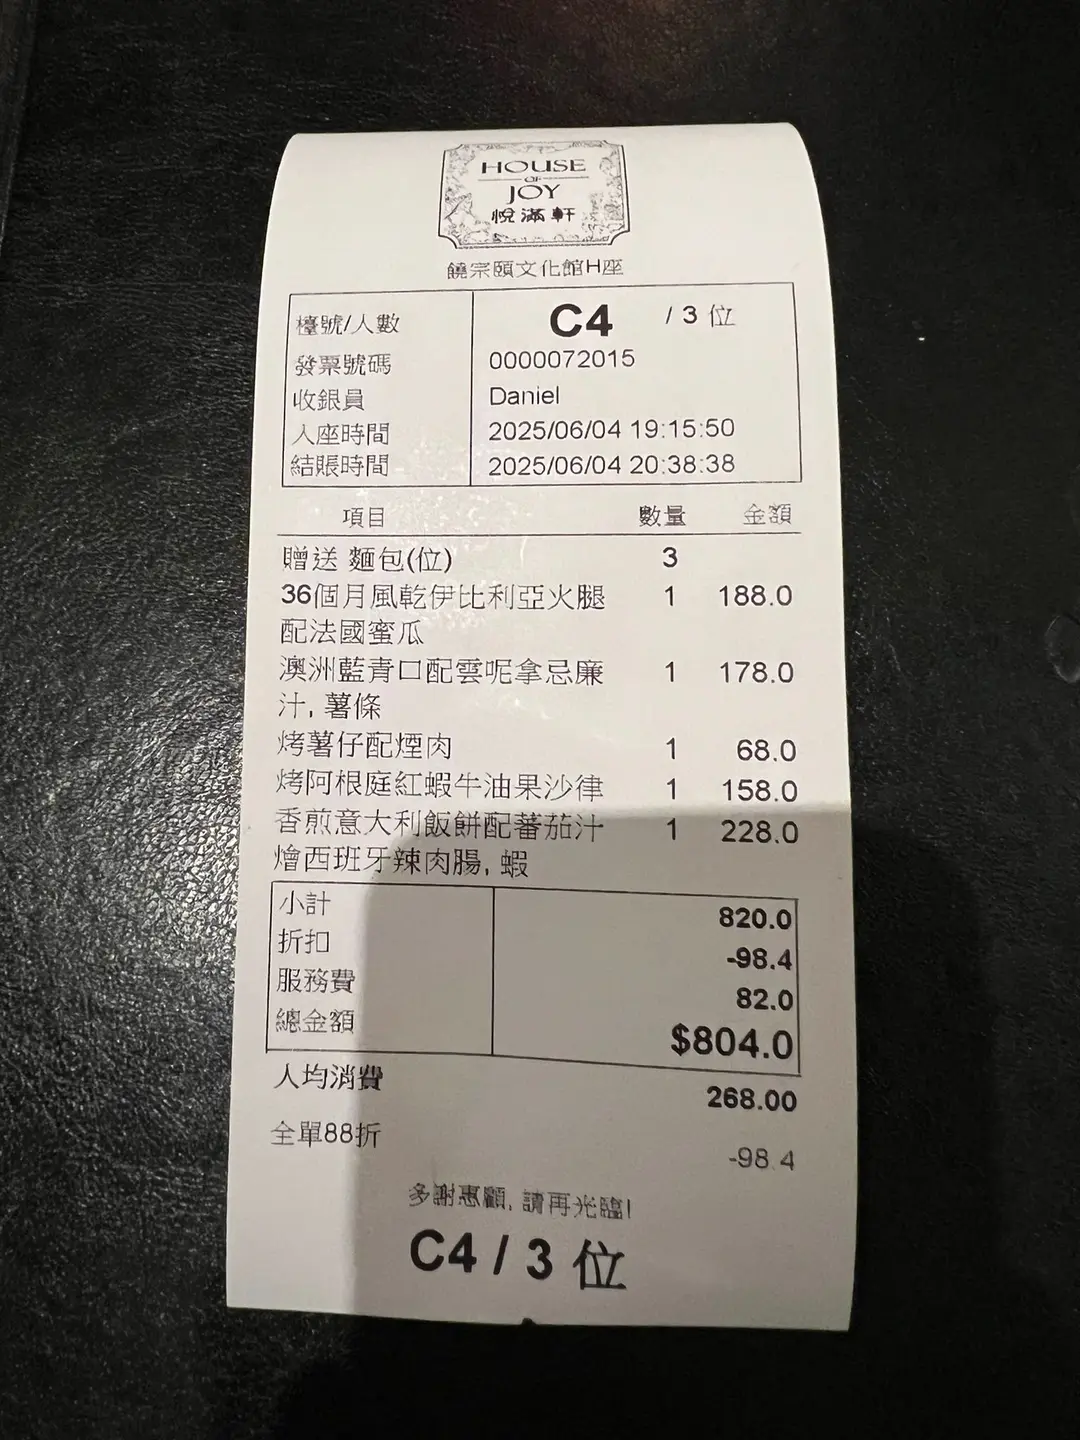 HOUSE
OF
JOY
悅滿軒
饒宗頤文化館H座
檯號/人數 C4 / 3 位
發票號碼 0000072015
收銀員 Daniel
入座時間 2025/06/04 19:15:50
結賬時間 2025/06/04 20:38:38
項目 數量 金額
贈送 麵包(位) 3
36個月風乾伊比利亞火腿 1 188.0
配法國蜜瓜
澳洲藍青口配雲呢拿忌廉 1 178.0
汁, 薯條
烤薯仔配煙肉 1 68.0
烤阿根庭紅蝦牛油果沙律 1 158.0
香煎意大利飯餅配蕃茄汁 1 228.0
燴西班牙辣肉腸, 蝦
小計 820.0
折扣 -98.4
服務費 82.0
總金額 $804.0
人均消費 268.00
全單88折 -98.4
多謝惠顧, 請再光臨!
C4 / 3 位